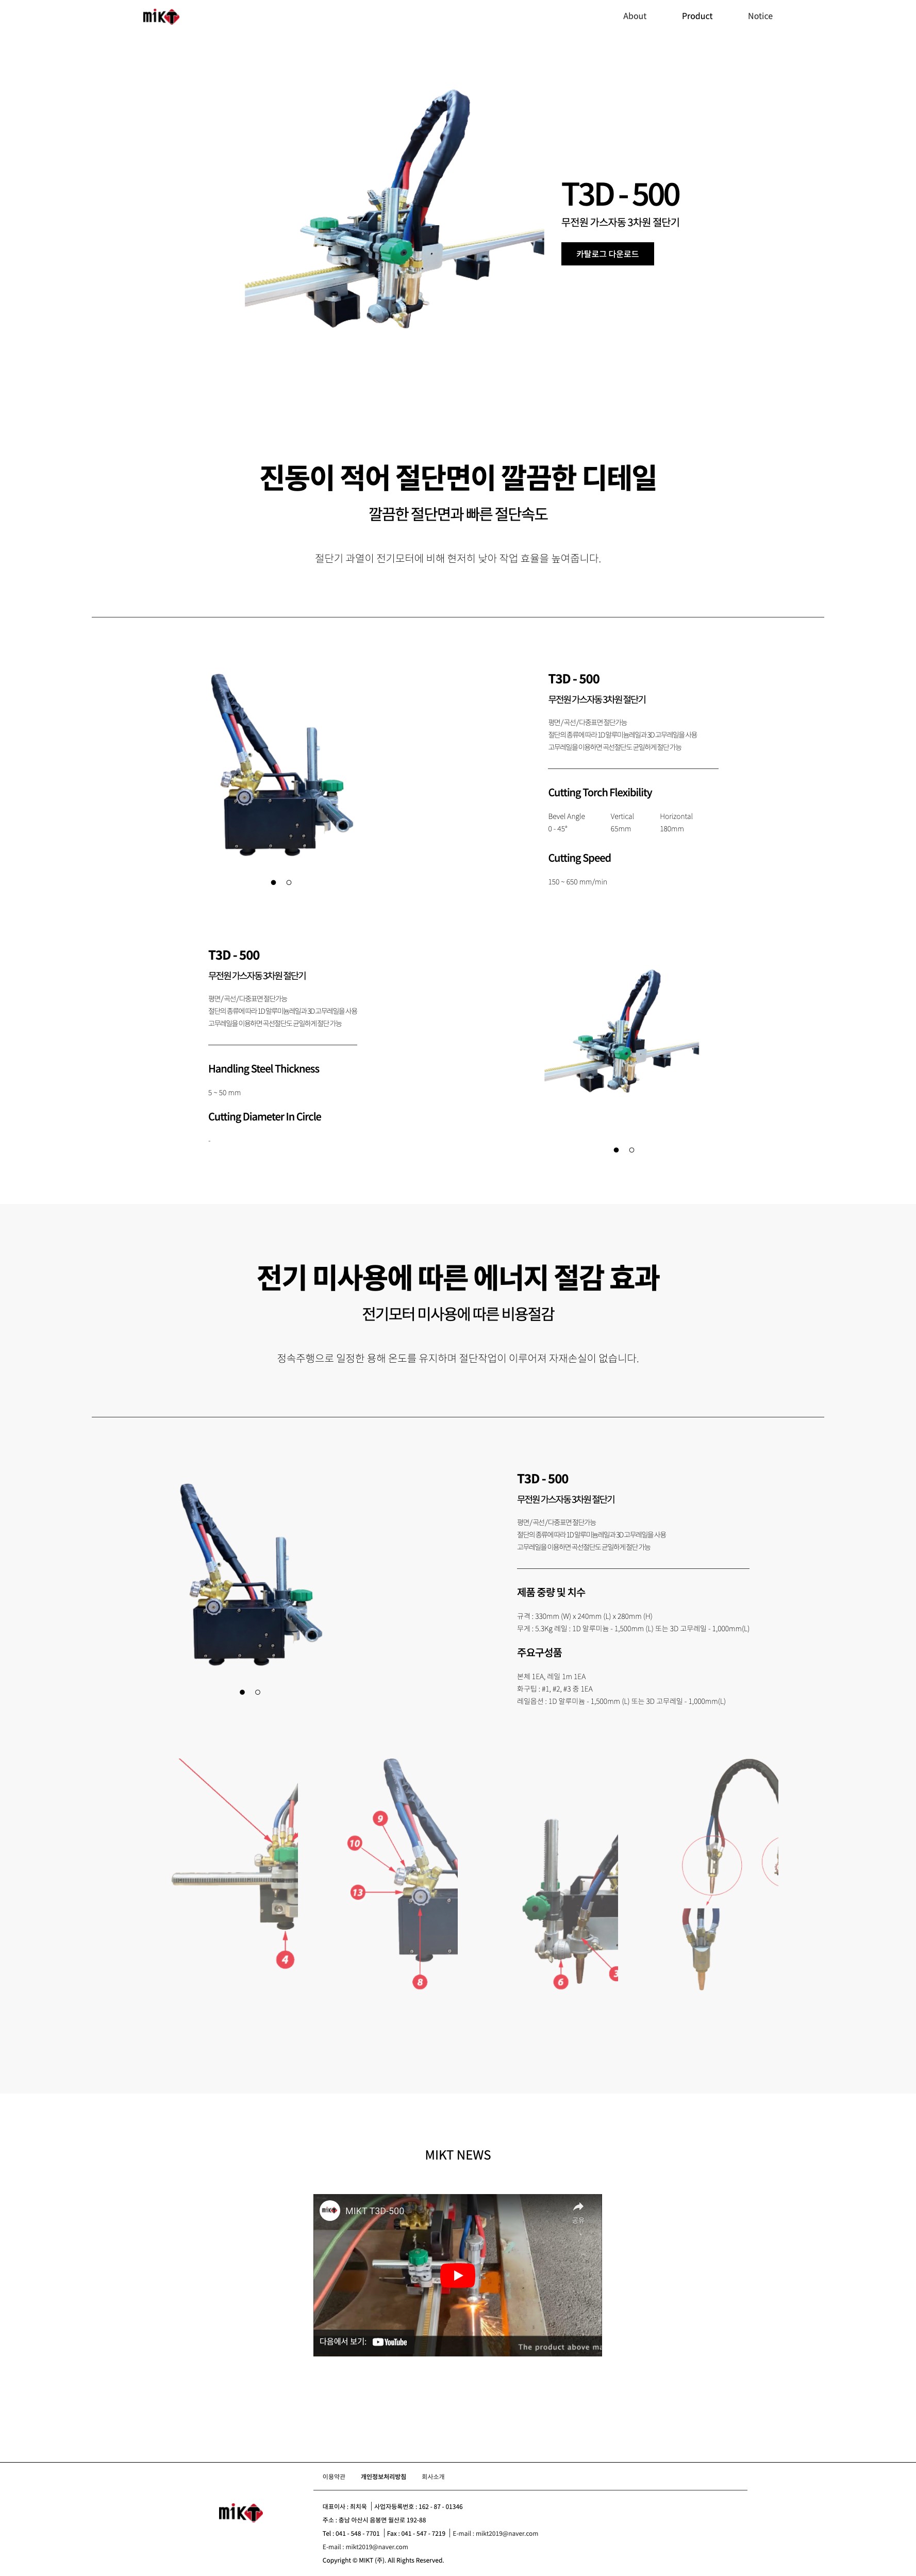 miKT
About
Product
Notice
T3D - 500
무전원 가스자동 3차원 절단기
카탈로그 다운로드
진동이 적어 절단면이 깔끔한 디테일
깔끔한 절단면과 빠른 절단속도
절단기 과열이 전기모터에 비해 현저히 낮아 작업 효율을 높여줍니다.
T3D - 500
무전원 가스자동 3차원 절단기
평면 / 곡선 / 다중표면 절단가능
절단의 종류에 따라 1D 알루미늄레일과 3D 고무레일을 사용
고무레일을 이용하면 곡선절단도 균일하게 절단 가능
Cutting Torch Flexibility
Bevel Angle
Vertical
Horizontal
0 - 45°
65mm
180mm
Cutting Speed
150 ~ 650 mm/min
T3D - 500
무전원 가스자동 3차원 절단기
평면 / 곡선 / 다중표면 절단가능
절단의 종류에 따라 1D 알루미늄레일과 3D 고무레일을 사용
고무레일을 이용하면 곡선절단도 균일하게 절단 가능
Handling Steel Thickness
5 ~ 50 mm
Cutting Diameter In Circle
-
전기 미사용에 따른 에너지 절감 효과
전기모터 미사용에 따른 비용절감
정속주행으로 일정한 용해 온도를 유지하며 절단작업이 이루어져 자재손실이 없습니다.
T3D - 500
무전원 가스자동 3차원 절단기
평면 / 곡선 / 다중표면 절단가능
절단의 종류에 따라 1D 알루미늄레일과 3D 고무레일을 사용
고무레일을 이용하면 곡선절단도 균일하게 절단 가능
제품 중량 및 치수
규격 : 330mm (W) x 240mm (L) x 280mm (H)
무게 : 5.3Kg 레일 : 1D 알루미늄 - 1,500mm (L) 또는 3D 고무레일 - 1,000mm(L)
주요구성품
본체 1EA, 레일 1m 1EA
화구팁 : #1, #2, #3 중 1EA
레일옵션 : 1D 알루미늄 - 1,500mm (L) 또는 3D 고무레일 - 1,000mm(L)
4
9
10
13
8
6
3
MIKT NEWS
MIKT T3D-500
공유
다음에서 보기: YouTube
The product above ma
이용약관
개인정보처리방침
회사소개
miKT
대표이사 : 최치욱 | 사업자등록번호 : 162 - 87 - 01346
주소 : 충남 아산시 음봉면 월산로 192-88
Tel : 041 - 548 - 7701 | Fax : 041 - 547 - 7219 | E-mail : mikt2019@naver.com
E-mail : mikt2019@naver.com
Copyright © MIKT (주). All Rights Reserved.